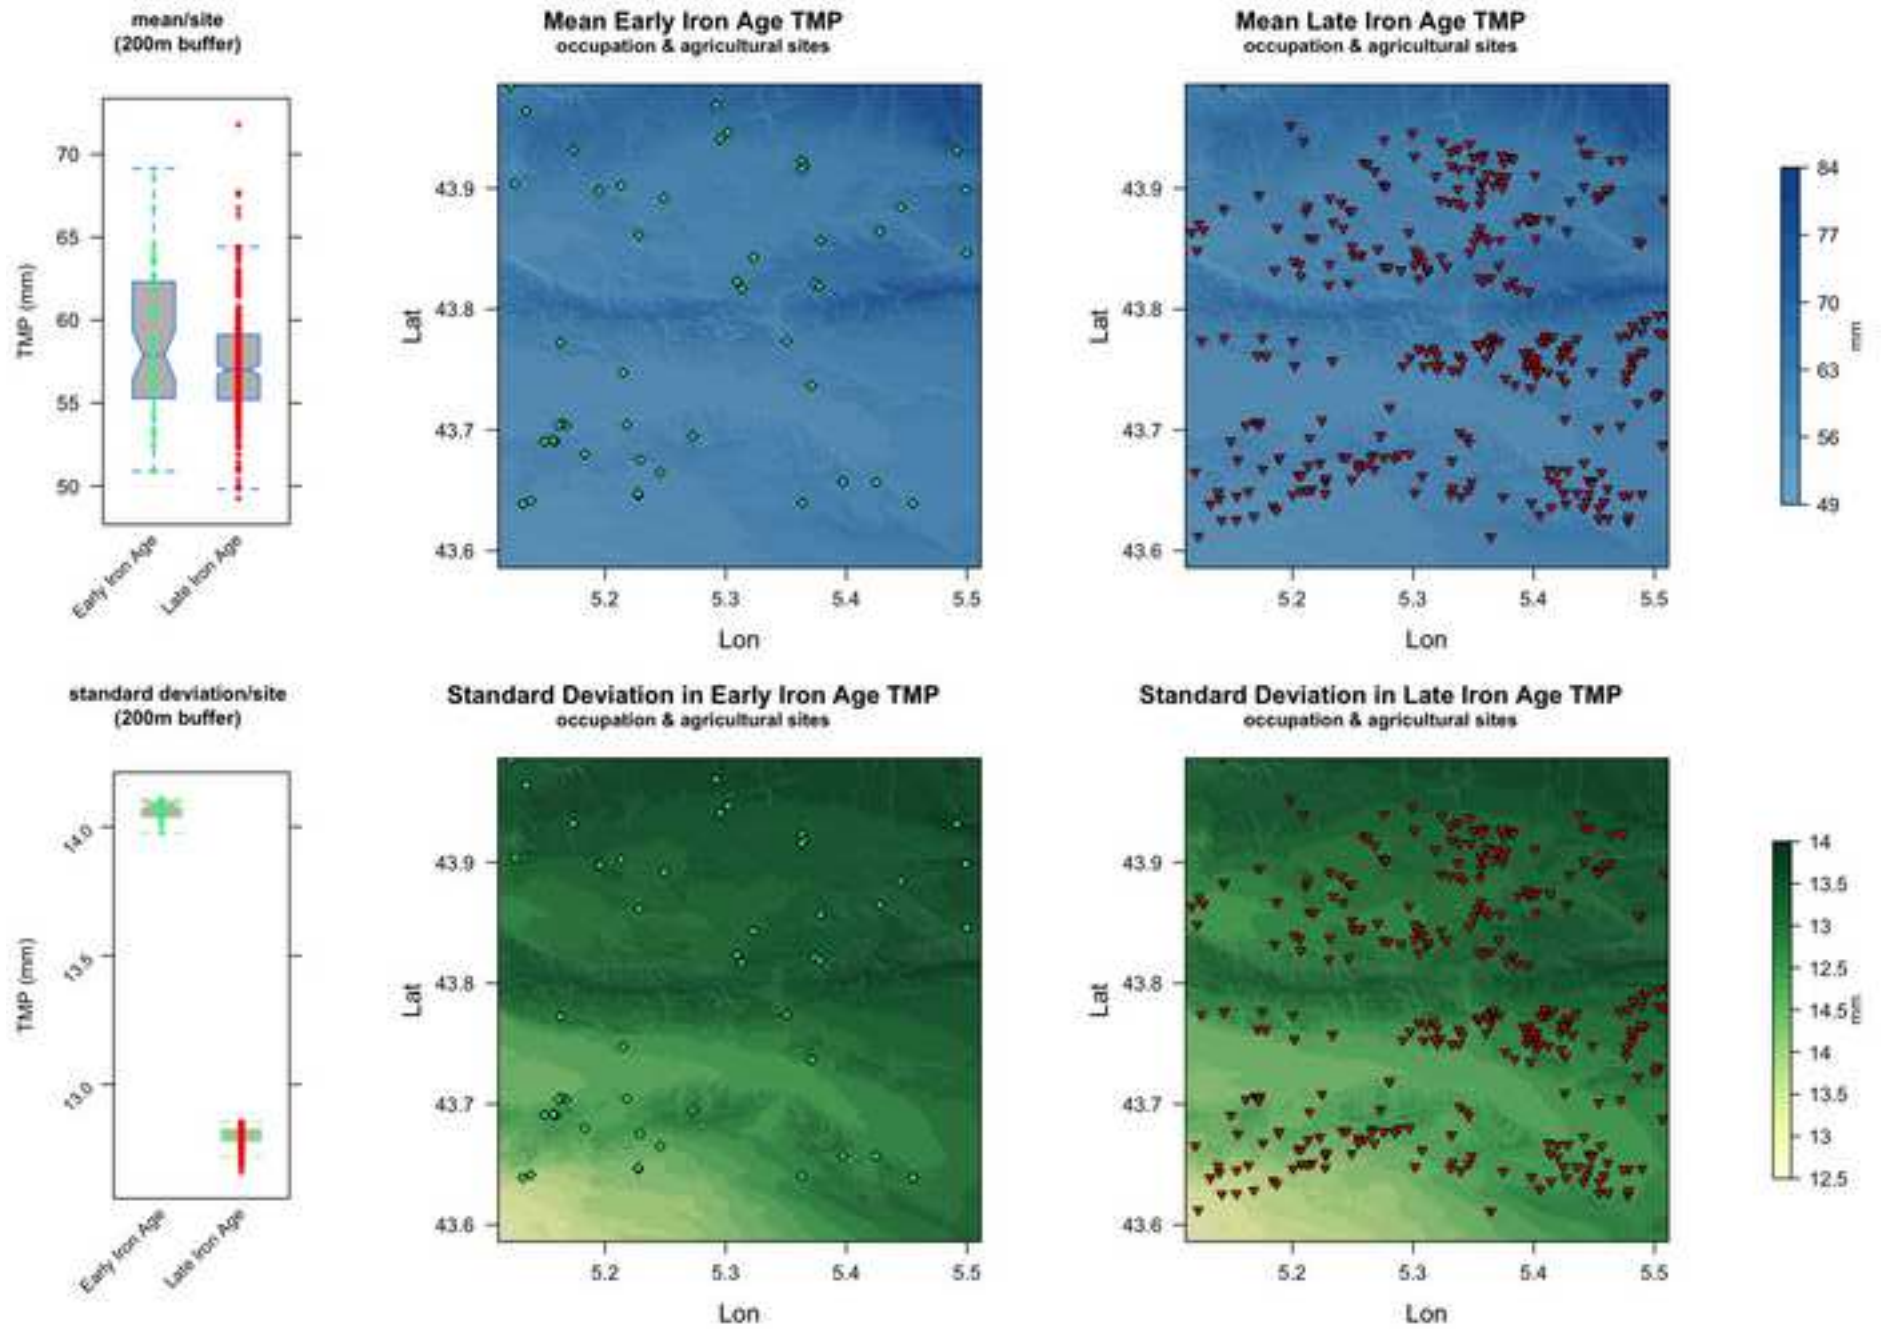 mean/site
(200m buffer)
TMP (mm)
70
65
60
55
50
Early Iron Age
Late Iron Age
Mean Early Iron Age TMP
occupation & agricultural sites
Lat
43.9
43.8
43.7
43.6
5.2 5.3 5.4 5.5
Lon
Mean Late Iron Age TMP
occupation & agricultural sites
Lat
43.9
43.8
43.7
43.6
5.2 5.3 5.4 5.5
Lon
84
77
70
63
56
49
mm
standard deviation/site
(200m buffer)
TMP (mm)
14.0
13.5
13.0
Early Iron Age
Late Iron Age
Standard Deviation in Early Iron Age TMP
occupation & agricultural sites
Lat
43.9
43.8
43.7
43.6
5.2 5.3 5.4 5.5
Lon
Standard Deviation in Late Iron Age TMP
occupation & agricultural sites
Lat
43.9
43.8
43.7
43.6
5.2 5.3 5.4 5.5
Lon
14
13.5
13
12.5
14.5
14
13.5
13
12.5
mm